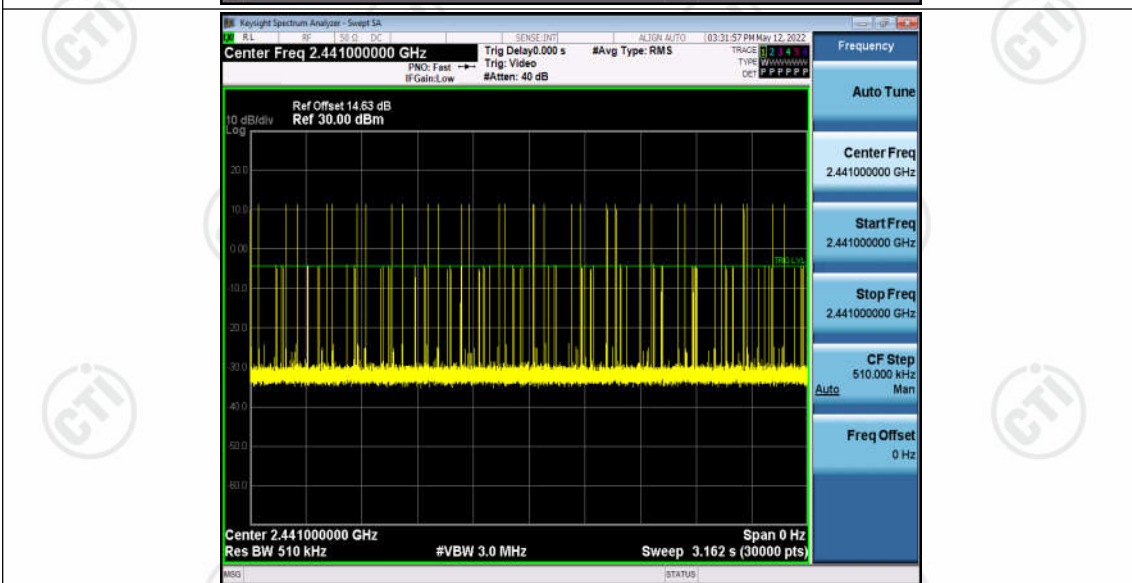 Keysight Spectrum Analyzer - Swept SA
RL RF 50 Ω DC SENSE:INT ALIGN AUTO 03:31:57 PM May 12, 2022
Center Freq 2.441000000 GHz Trig Delay0.000 s #Avg Type: RMS TRACE 1 2 3 4 5 6
PNO: Fast Trig: Video TYPE WWWWWW
IFGain:Low #Atten: 40 dB DET P P P P P P
Frequency
Auto Tune
Ref Offset 14.63 dB
10 dB/div Ref 30.00 dBm
Log
20.0
10.0
0.00
TRIG LVL
-10.0
-20.0
-30.0
-40.0
-50.0
-60.0
Center Freq
2.441000000 GHz
Start Freq
2.441000000 GHz
Stop Freq
2.441000000 GHz
CF Step
510.000 kHz
Auto Man
Freq Offset
0 Hz
Center 2.441000000 GHz Span 0 Hz
Res BW 510 kHz #VBW 3.0 MHz Sweep 3.162 s (30000 pts)
MSG STATUS
CTI
CTI